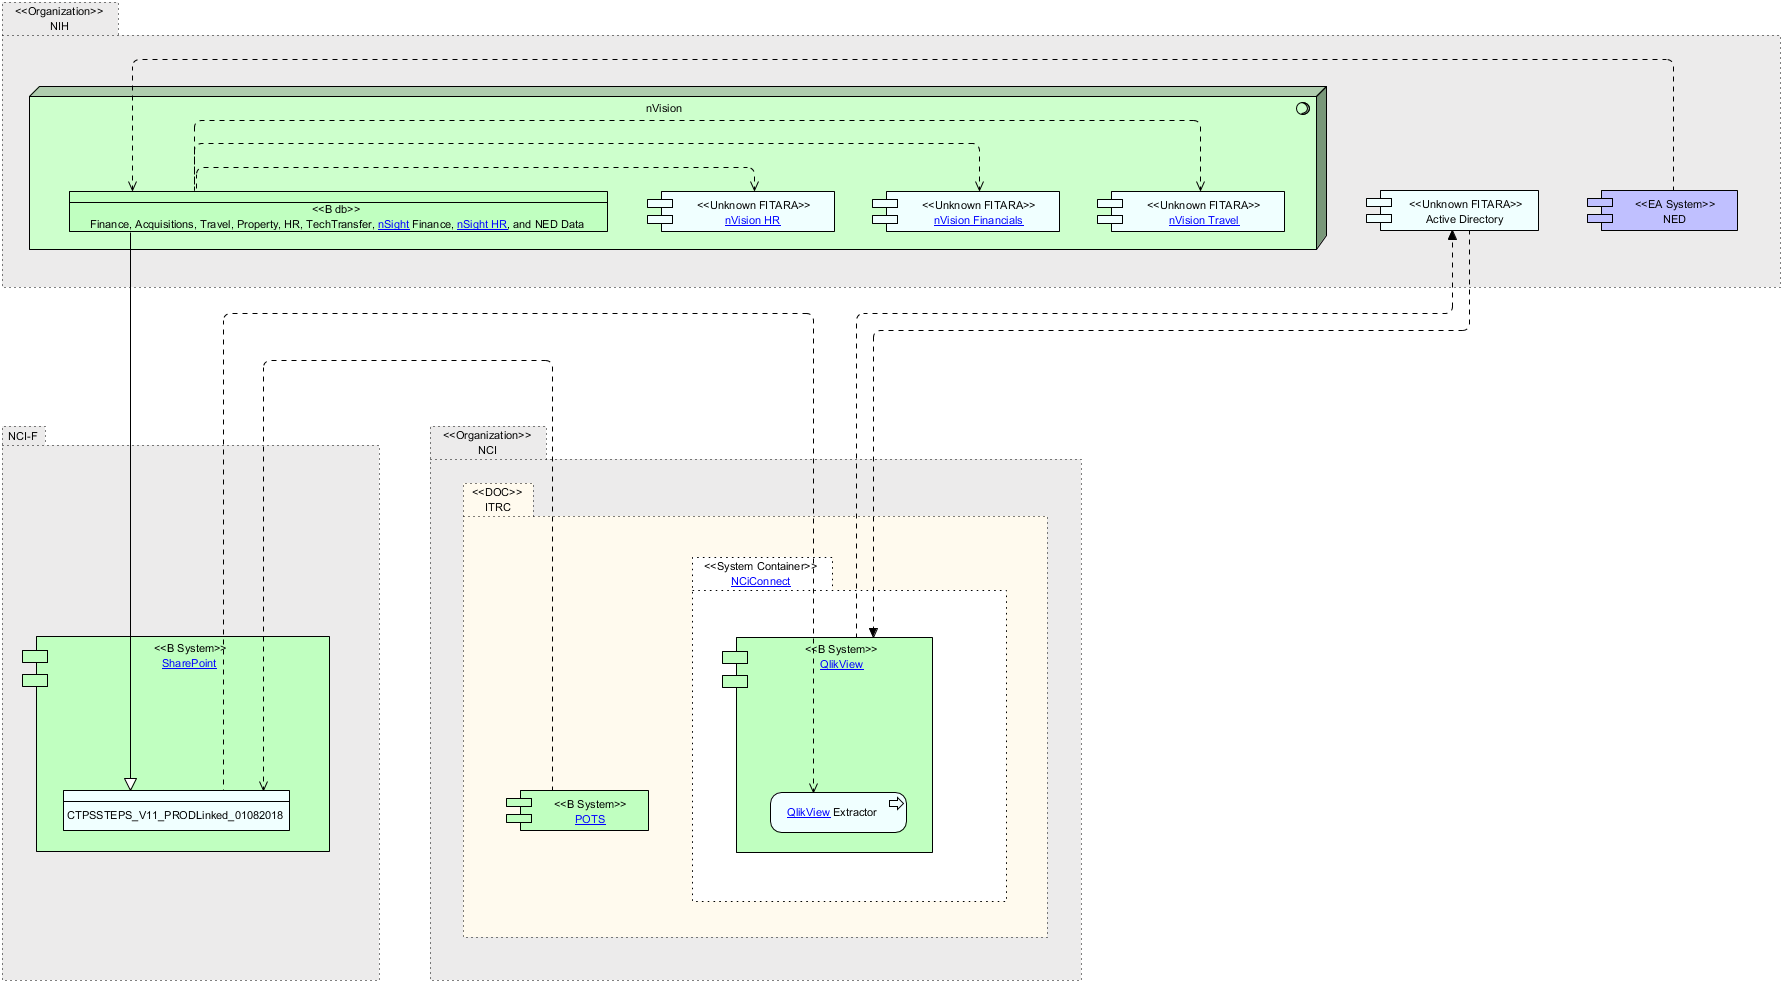 <<Organization>>
NIH
nVision
<<B db>>
Finance, Acquisitions, Travel, Property, HR, TechTransfer, nSight Finance, nSight HR, and NED Data
<<Unknown FITARA>>
nVision HR
<<Unknown FITARA>>
nVision Financials
<<Unknown FITARA>>
nVision Travel
<<Unknown FITARA>>
Active Directory
<<EA System>>
NED
NCI-F
<<B System>>
SharePoint
CTPSSTEPS_V11_PRODLinked_01082018
<<Organization>>
NCI
<<DOC>>
ITRC
<<System Container>>
NCiConnect
<<B System>>
QlikView
QlikView Extractor
<<B System>>
POTS